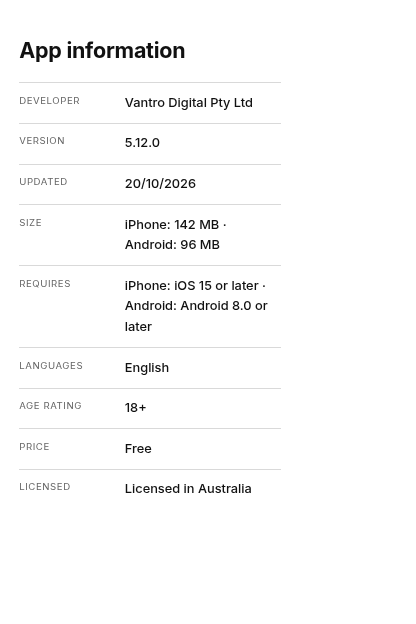 App information
DEVELOPER
Vantro Digital Pty Ltd
VERSION
5.12.0
UPDATED
20/10/2026
SIZE
iPhone: 142 MB ·
Android: 96 MB
REQUIRES
iPhone: iOS 15 or later ·
Android: Android 8.0 or
later
LANGUAGES
English
AGE RATING
18+
PRICE
Free
LICENSED
Licensed in Australia